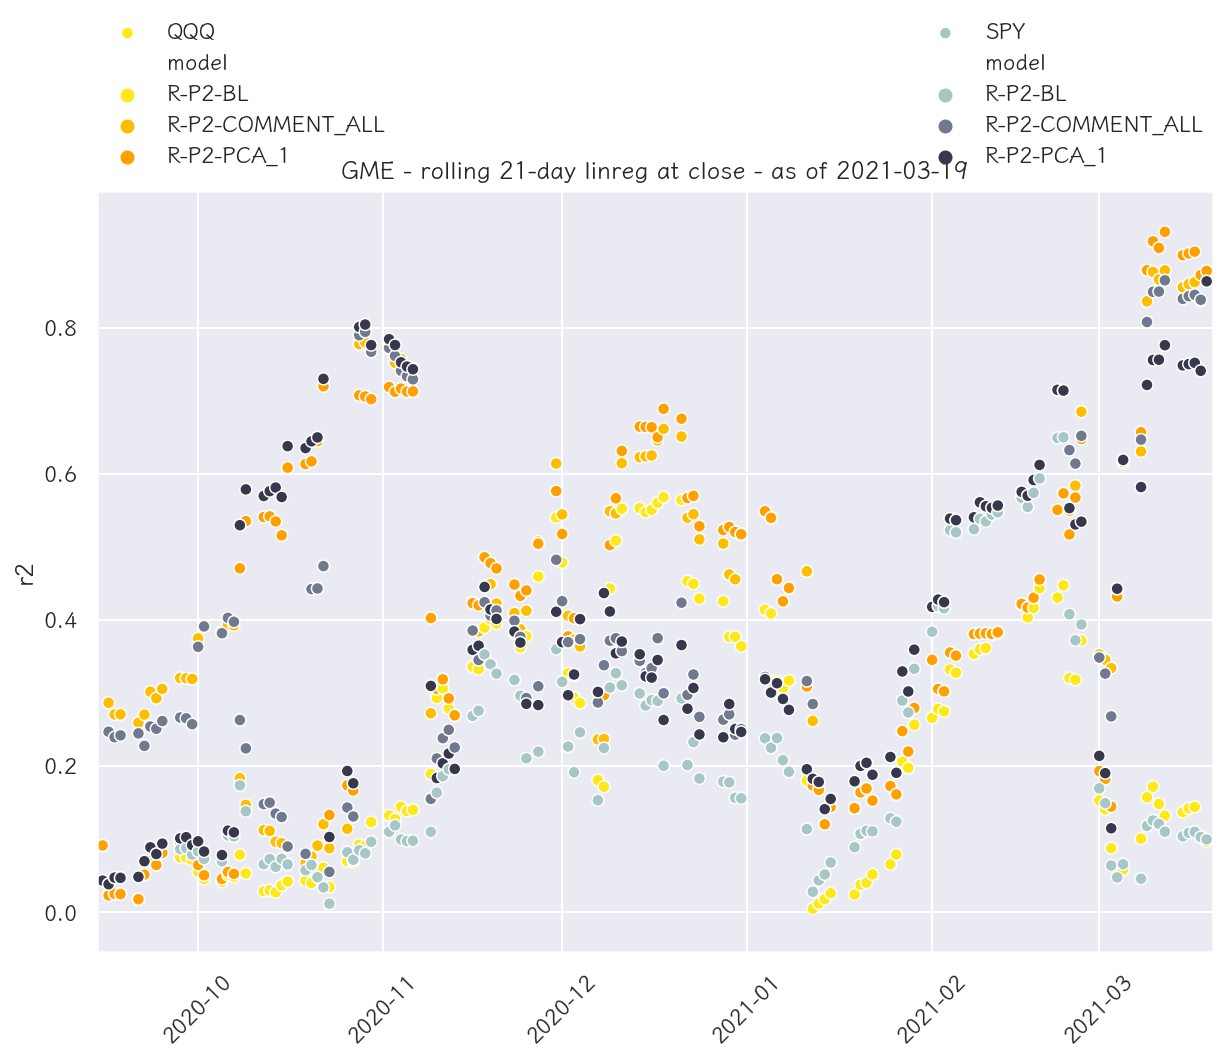 QQQ
model
R-P2-BL
R-P2-COMMENT_ALL
R-P2-PCA_1
SPY
model
R-P2-BL
R-P2-COMMENT_ALL
R-P2-PCA_1
GME - rolling 21-day linreg at close - as of 2021-03-19
r2
0.8
0.6
0.4
0.2
0.0
2020-10
2020-11
2020-12
2021-01
2021-02
2021-03